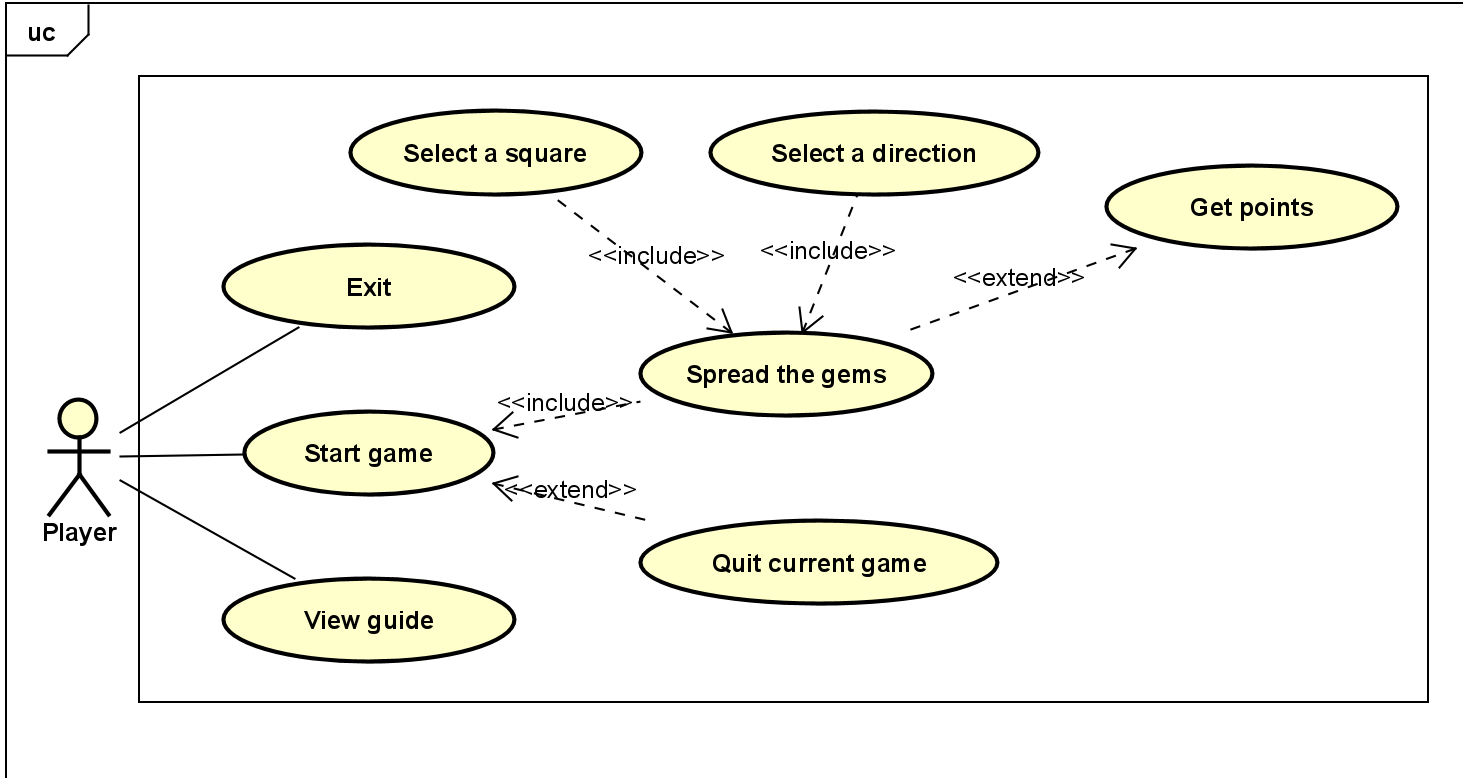 uc
Select a square
Select a direction
Get points
<<include>>
<<include>>
<<extend>>
Exit
Spread the gems
<<include>>
Start game
<<extend>>
Player
Quit current game
View guide